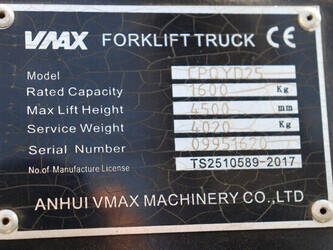 VMAX FORKLIFT TRUCK CE
Model CPQYD25
Rated Capacity 1600 Kg
Max Lift Height 4500 mm
Service Weight 4020 Kg
Serial Number 09951620
No.of Manufacture License TS2510589-2017
ANHUI VMAX MACHINERY CO.,LTD